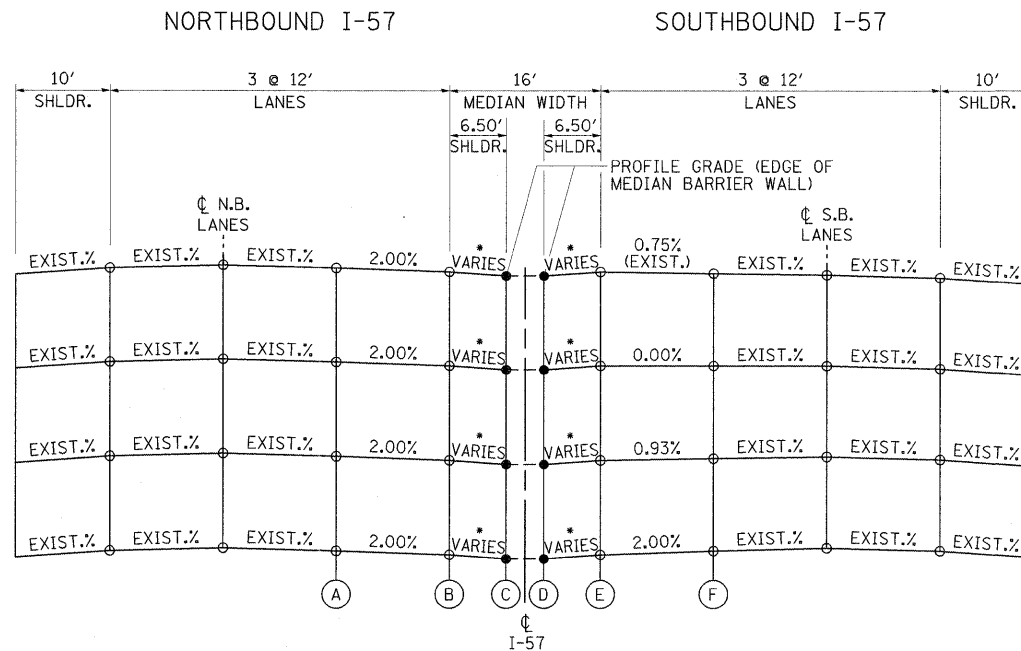 NORTHBOUND I-57 SOUTHBOUND I-57
10' 3 @ 12' 16' 3 @ 12' 10'
SHLDR. LANES MEDIAN WIDTH LANES SHLDR.
6.50' 6.50'
SHLDR. SHLDR.
PROFILE GRADE (EDGE OF
MEDIAN BARRIER WALL)
℄ N.B. ℄ S.B.
LANES LANES
* * 0.75%
EXIST.% EXIST.% EXIST.% 2.00% VARIES VARIES (EXIST.) EXIST.% EXIST.% EXIST.%
* *
EXIST.% EXIST.% EXIST.% 2.00% VARIES VARIES 0.00% EXIST.% EXIST.% EXIST.%
* *
EXIST.% EXIST.% EXIST.% 2.00% VARIES VARIES 0.93% EXIST.% EXIST.% EXIST.%
* *
EXIST.% EXIST.% EXIST.% 2.00% VARIES VARIES 2.00% EXIST.% EXIST.% EXIST.%
A B C D E F
℄
I-57